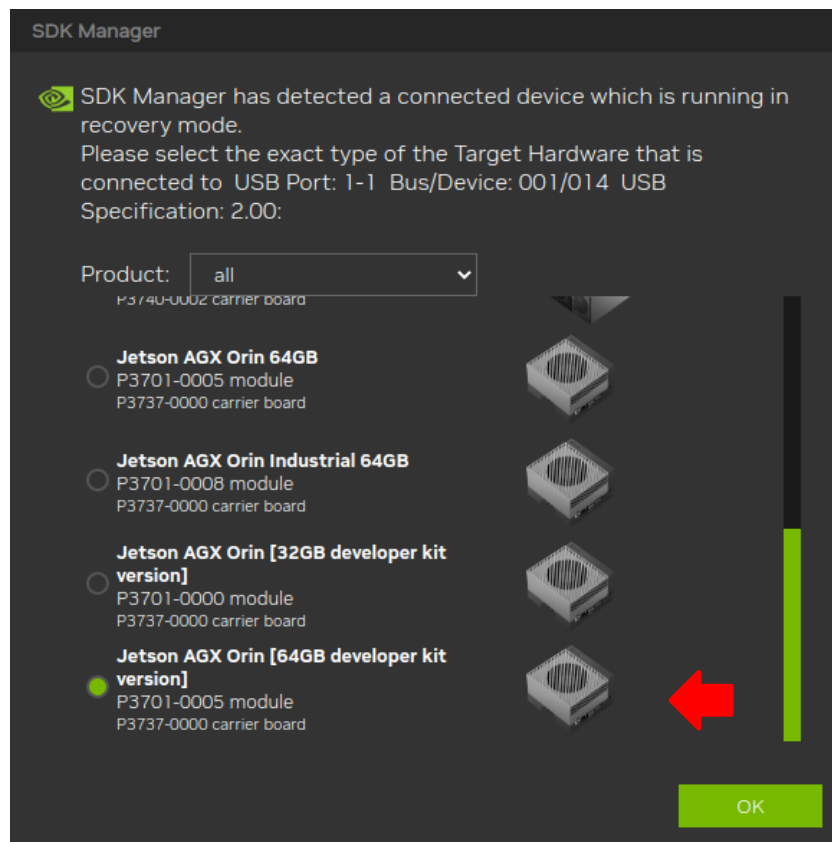 SDK Manager
SDK Manager has detected a connected device which is running in
recovery mode.
Please select the exact type of the Target Hardware that is
connected to  USB Port: 1-1  Bus/Device: 001/014  USB
Specification: 2.00:
Product: all
P3740-0002 carrier board
Jetson AGX Orin 64GB
P3701-0005 module
P3737-0000 carrier board
Jetson AGX Orin Industrial 64GB
P3701-0008 module
P3737-0000 carrier board
Jetson AGX Orin [32GB developer kit
version]
P3701-0000 module
P3737-0000 carrier board
Jetson AGX Orin [64GB developer kit
version]
P3701-0005 module
P3737-0000 carrier board
OK